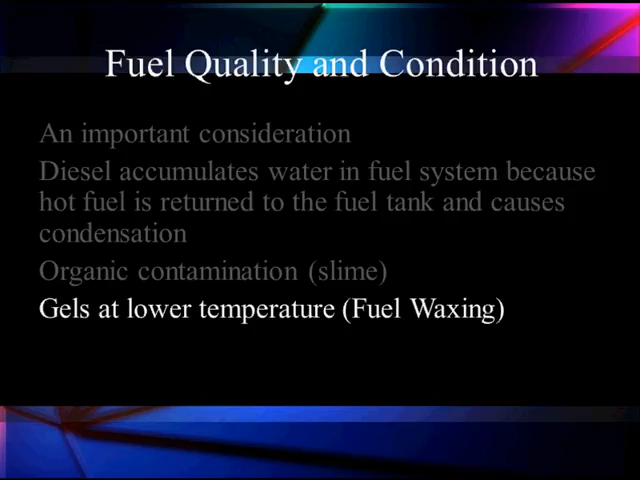 Fuel Quality and Condition
An important consideration
Diesel accumulates water in fuel system because
hot fuel is returned to the fuel tank and causes
condensation
Organic contamination (slime)
Gels at lower temperature (Fuel Waxing)